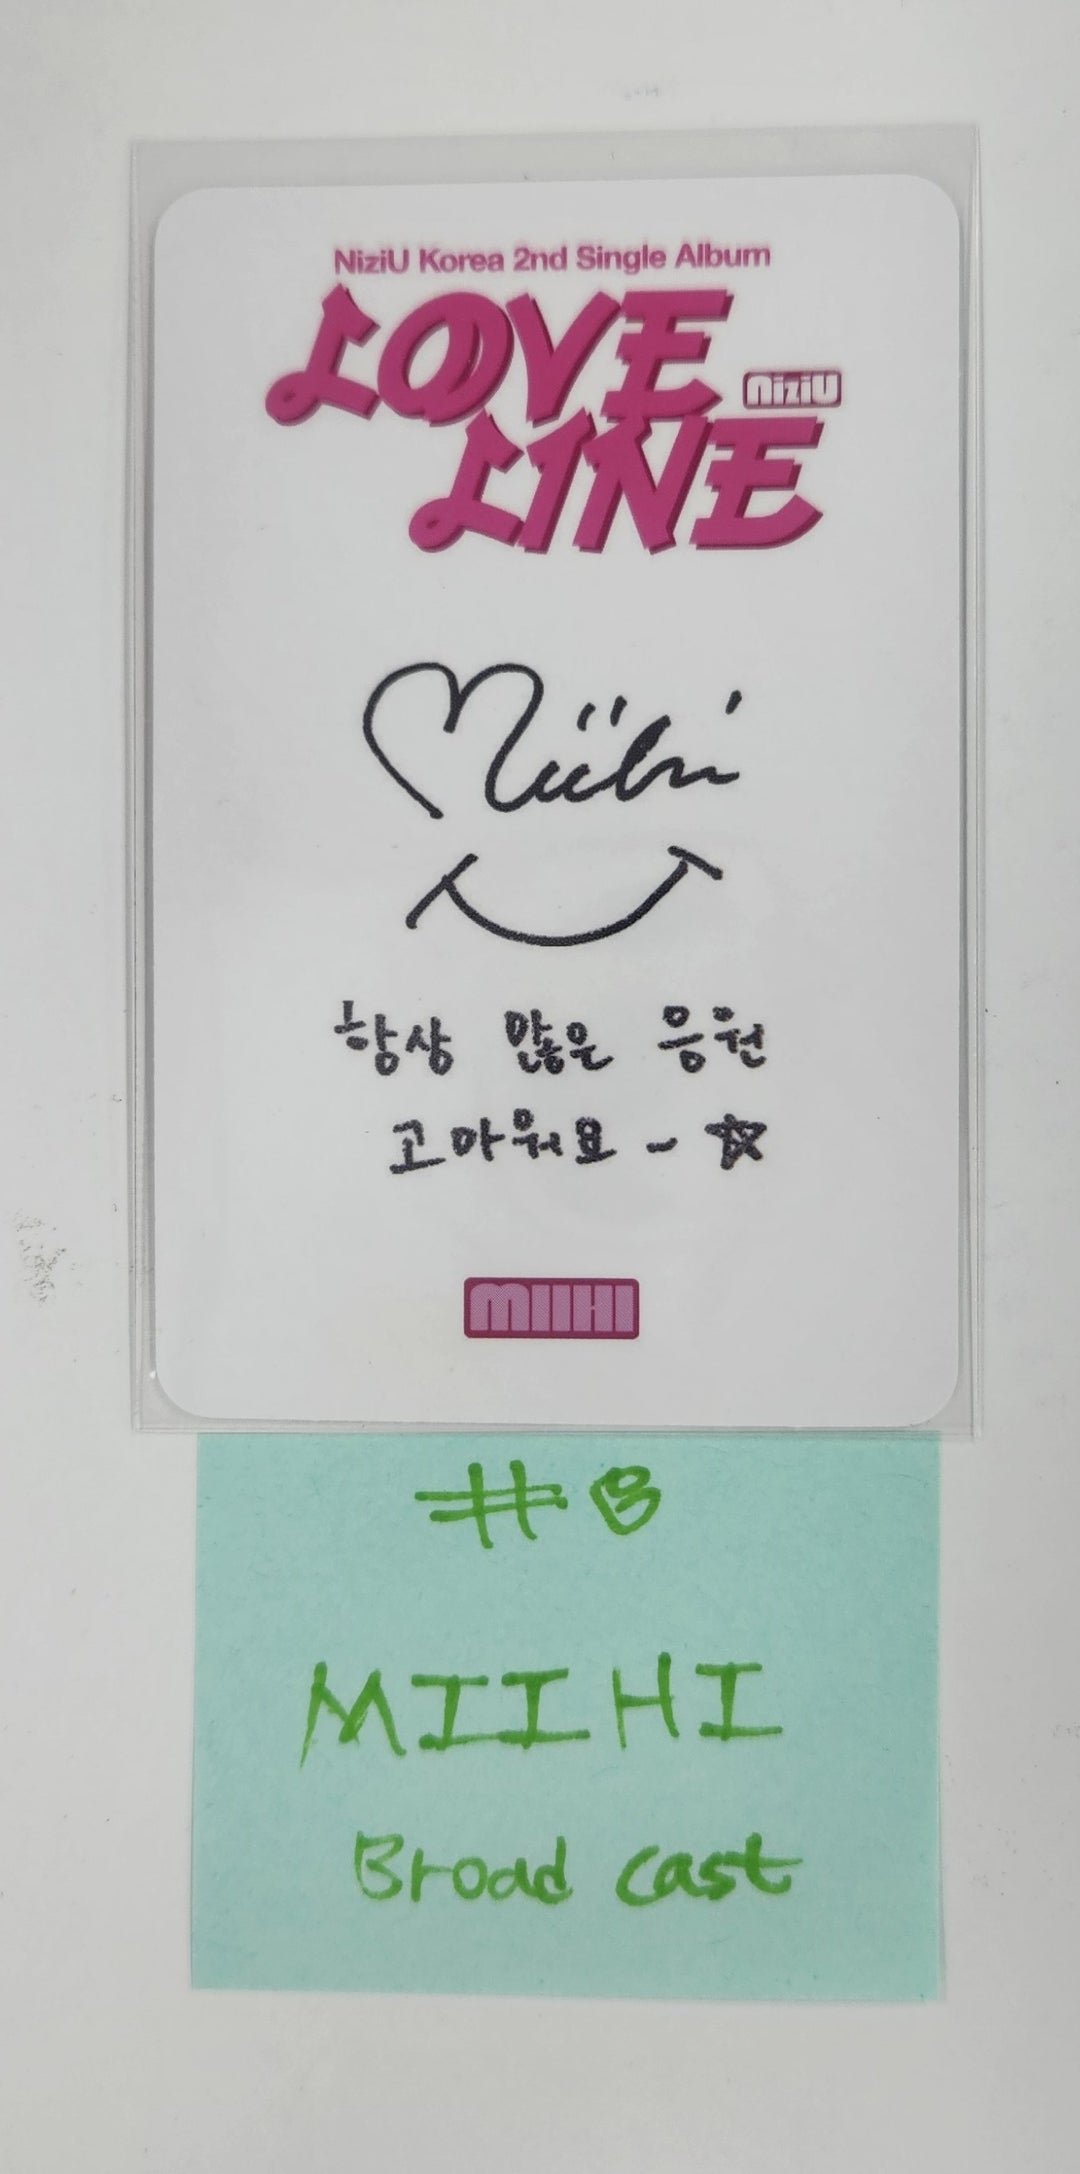 NiziU Korea 2nd Single Album
LOVE
NiziU
LINE
Miihi
항상 많은 응원
고마워요 ~ ☆
MIIHI
#B
MIIHI
Broad cast